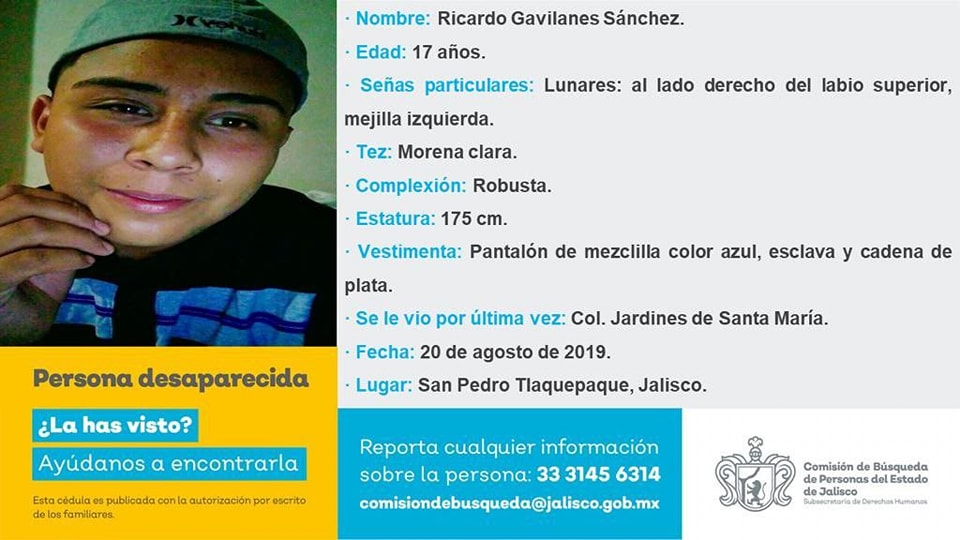 Hurley
· Nombre: Ricardo Gavilanes Sánchez.
· Edad: 17 años.
· Señas particulares: Lunares: al lado derecho del labio superior,
mejilla izquierda.
· Tez: Morena clara.
· Complexión: Robusta.
· Estatura: 175 cm.
· Vestimenta: Pantalón de mezclilla color azul, esclava y cadena de
plata.
· Se le vio por última vez: Col. Jardines de Santa María.
· Fecha: 20 de agosto de 2019.
· Lugar: San Pedro Tlaquepaque, Jalisco.
Persona desaparecida
¿La has visto?
Ayúdanos a encontrarla
Esta cédula es publicada con la autorización por escrito
de los familiares.
Reporta cualquier información
sobre la persona: 33 3145 6314
comisiondebusqueda@jalisco.gob.mx
Comisión de Búsqueda
de Personas del Estado
de Jalisco
Subsecretaría de Derechos Humanos